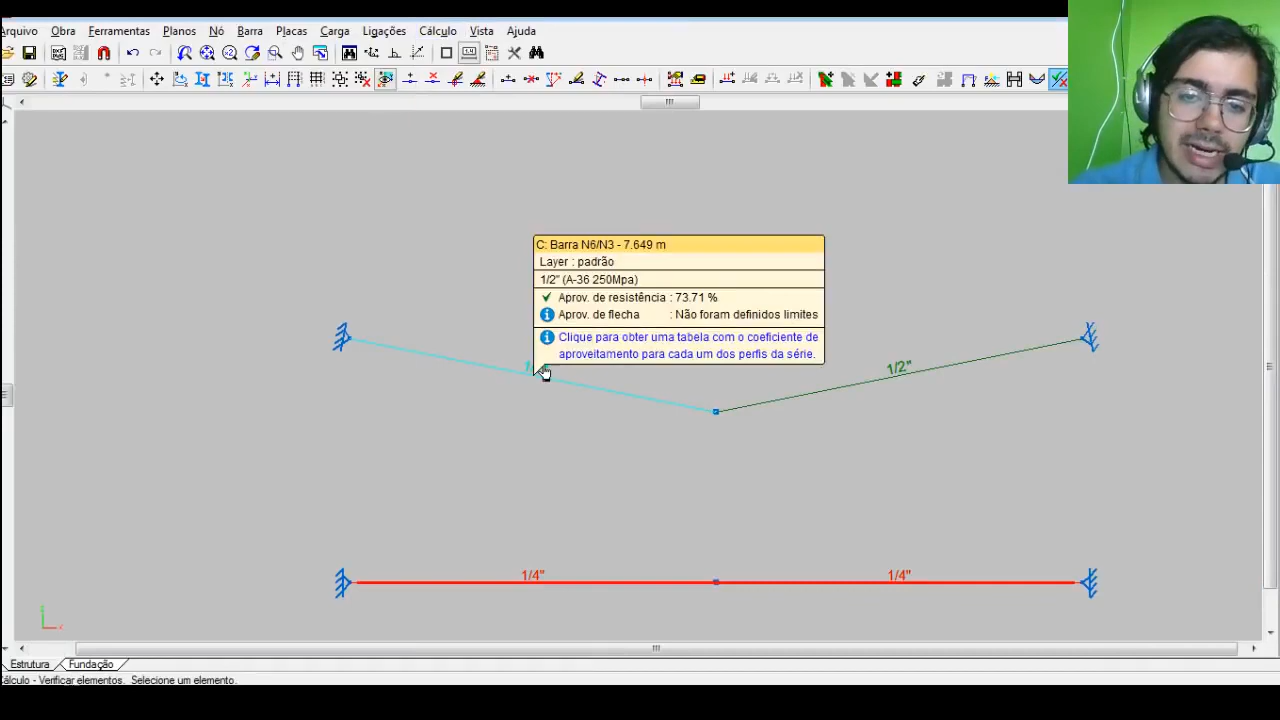 Arquivo Obra Ferramentas Planos Nó Barra Placas Carga Ligações Cálculo Vista Ajuda
C: Barra N6/N3 - 7.649 m
Layer : padrão
1/2" (A-36 250Mpa)
Aprov. de resistência : 73.71 %
Aprov. de flecha : Não foram definidos limites
Clique para obter uma tabela com o coeficiente de
aproveitamento para cada um dos perfis da série.
1/2"
1/4" 1/4"
Estrutura Fundação
Cálculo - Verificar elementos. Selecione um elemento.